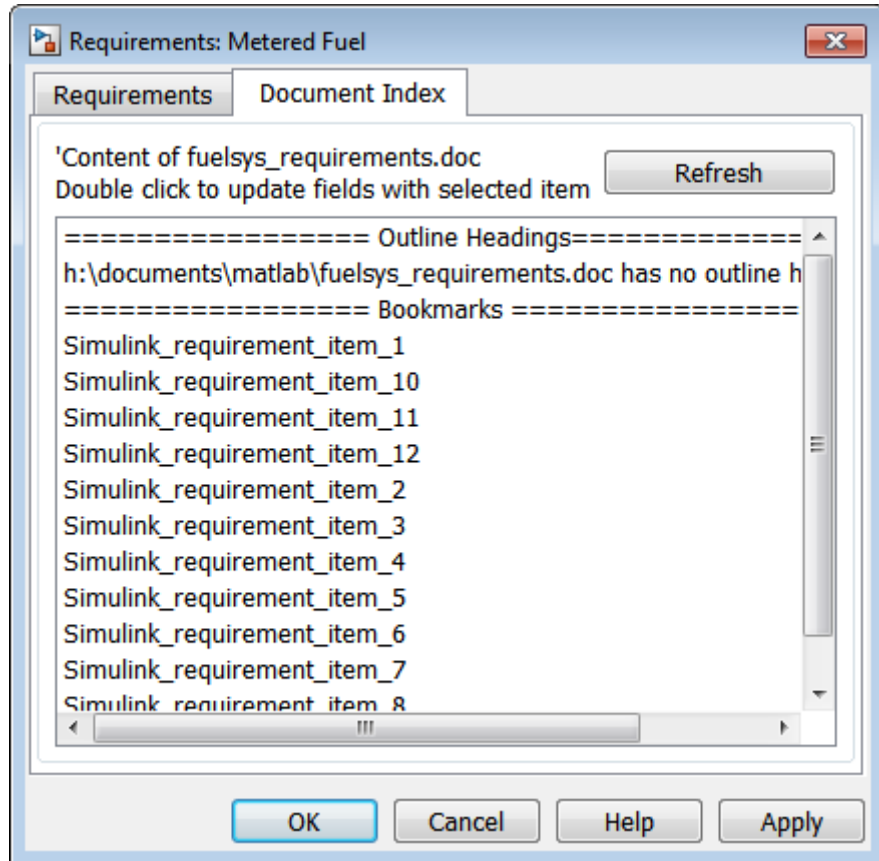 Requirements: Metered Fuel
Requirements Document Index
'Content of fuelsys_requirements.doc
Double click to update fields with selected item
Refresh
================= Outline Headings=============
h:\documents\matlab\fuelsys_requirements.doc has no outline h
================= Bookmarks ================
Simulink_requirement_item_1
Simulink_requirement_item_10
Simulink_requirement_item_11
Simulink_requirement_item_12
Simulink_requirement_item_2
Simulink_requirement_item_3
Simulink_requirement_item_4
Simulink_requirement_item_5
Simulink_requirement_item_6
Simulink_requirement_item_7
Simulink_requirement_item_8
OK Cancel Help Apply